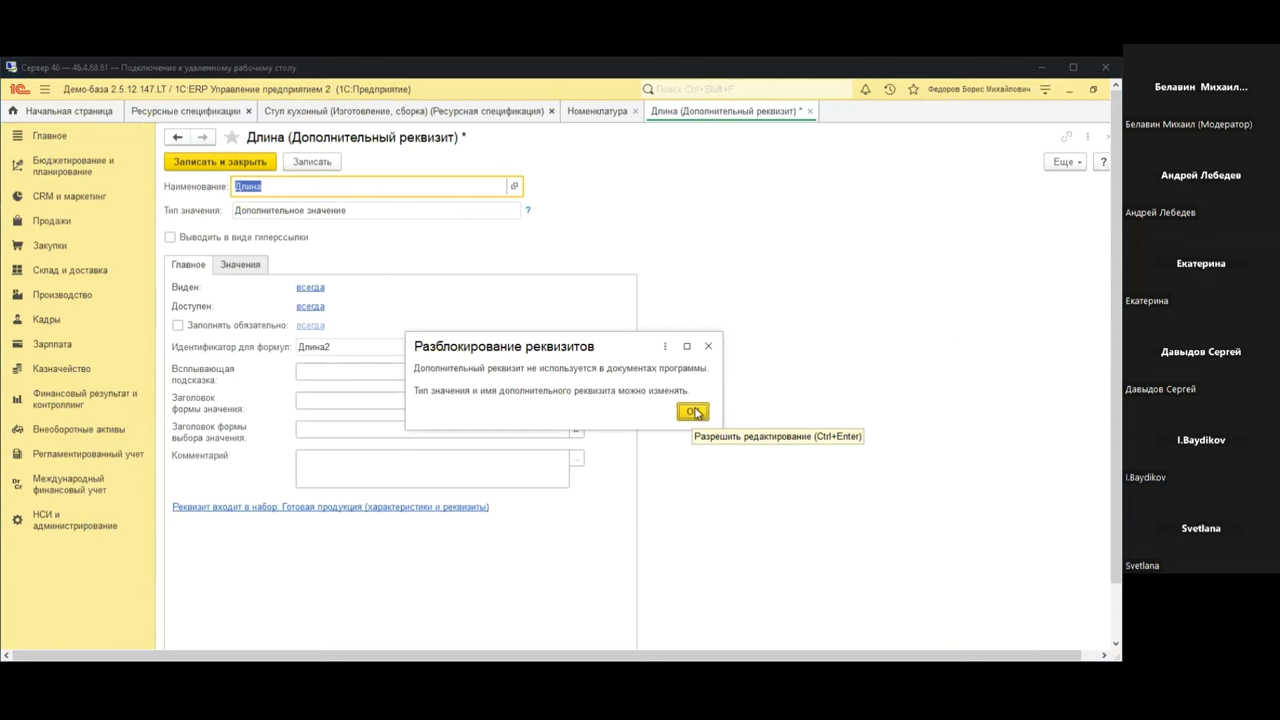 Сервер 46 — 46.4.68.61 — Подключение к удаленному рабочему столу
1С Демо-база 2.5.12.147.LT / 1С:ERP Управление предприятием 2 (1С:Предприятие)
Поиск Ctrl+Shift+F
Федоров Борис Михайлович
Начальная страница
Ресурсные спецификации ×
Ступ кухонный (Изготовление, сборка) (Ресурсная спецификация) ×
Номенклатура ×
Длина (Дополнительный реквизит) * ×
Главное
Бюджетирование и
планирование
CRM и маркетинг
Продажи
Закупки
Склад и доставка
Производство
Кадры
Зарплата
Казначейство
Финансовый результат и
контроллинг
Внеоборотные активы
Регламентированный учет
Международный
финансовый учет
НСИ и
администрирование
Длина (Дополнительный реквизит) *
Записать и закрыть
Записать
Еще
?
Наименование: Длина
Тип значения: Дополнительное значение ?
Выводить в виде гиперссылки
Главное
Значения
Виден: всегда
Доступен: всегда
Заполнять обязательно: всегда
Идентификатор для формул: Длина2
Всплывающая
подсказка:
Заголовок
формы значения:
Заголовок формы
выбора значения:
Комментарий:
...
Реквизит входит в набор: Готовая продукция (характеристики и реквизиты)
Разблокирование реквизитов
Дополнительный реквизит не используется в документах программы.
Тип значения и имя дополнительного реквизита можно изменять.
Разрешить редактирование (Ctrl+Enter)
Белавин Михаил...
Белавин Михаил (Модератор)
Андрей Лебедев
Андрей Лебедев
Екатерина
Екатерина
Давыдов Сергей
Давыдов Сергей
I.Baydikov
I.Baydikov
Svetlana
Svetlana